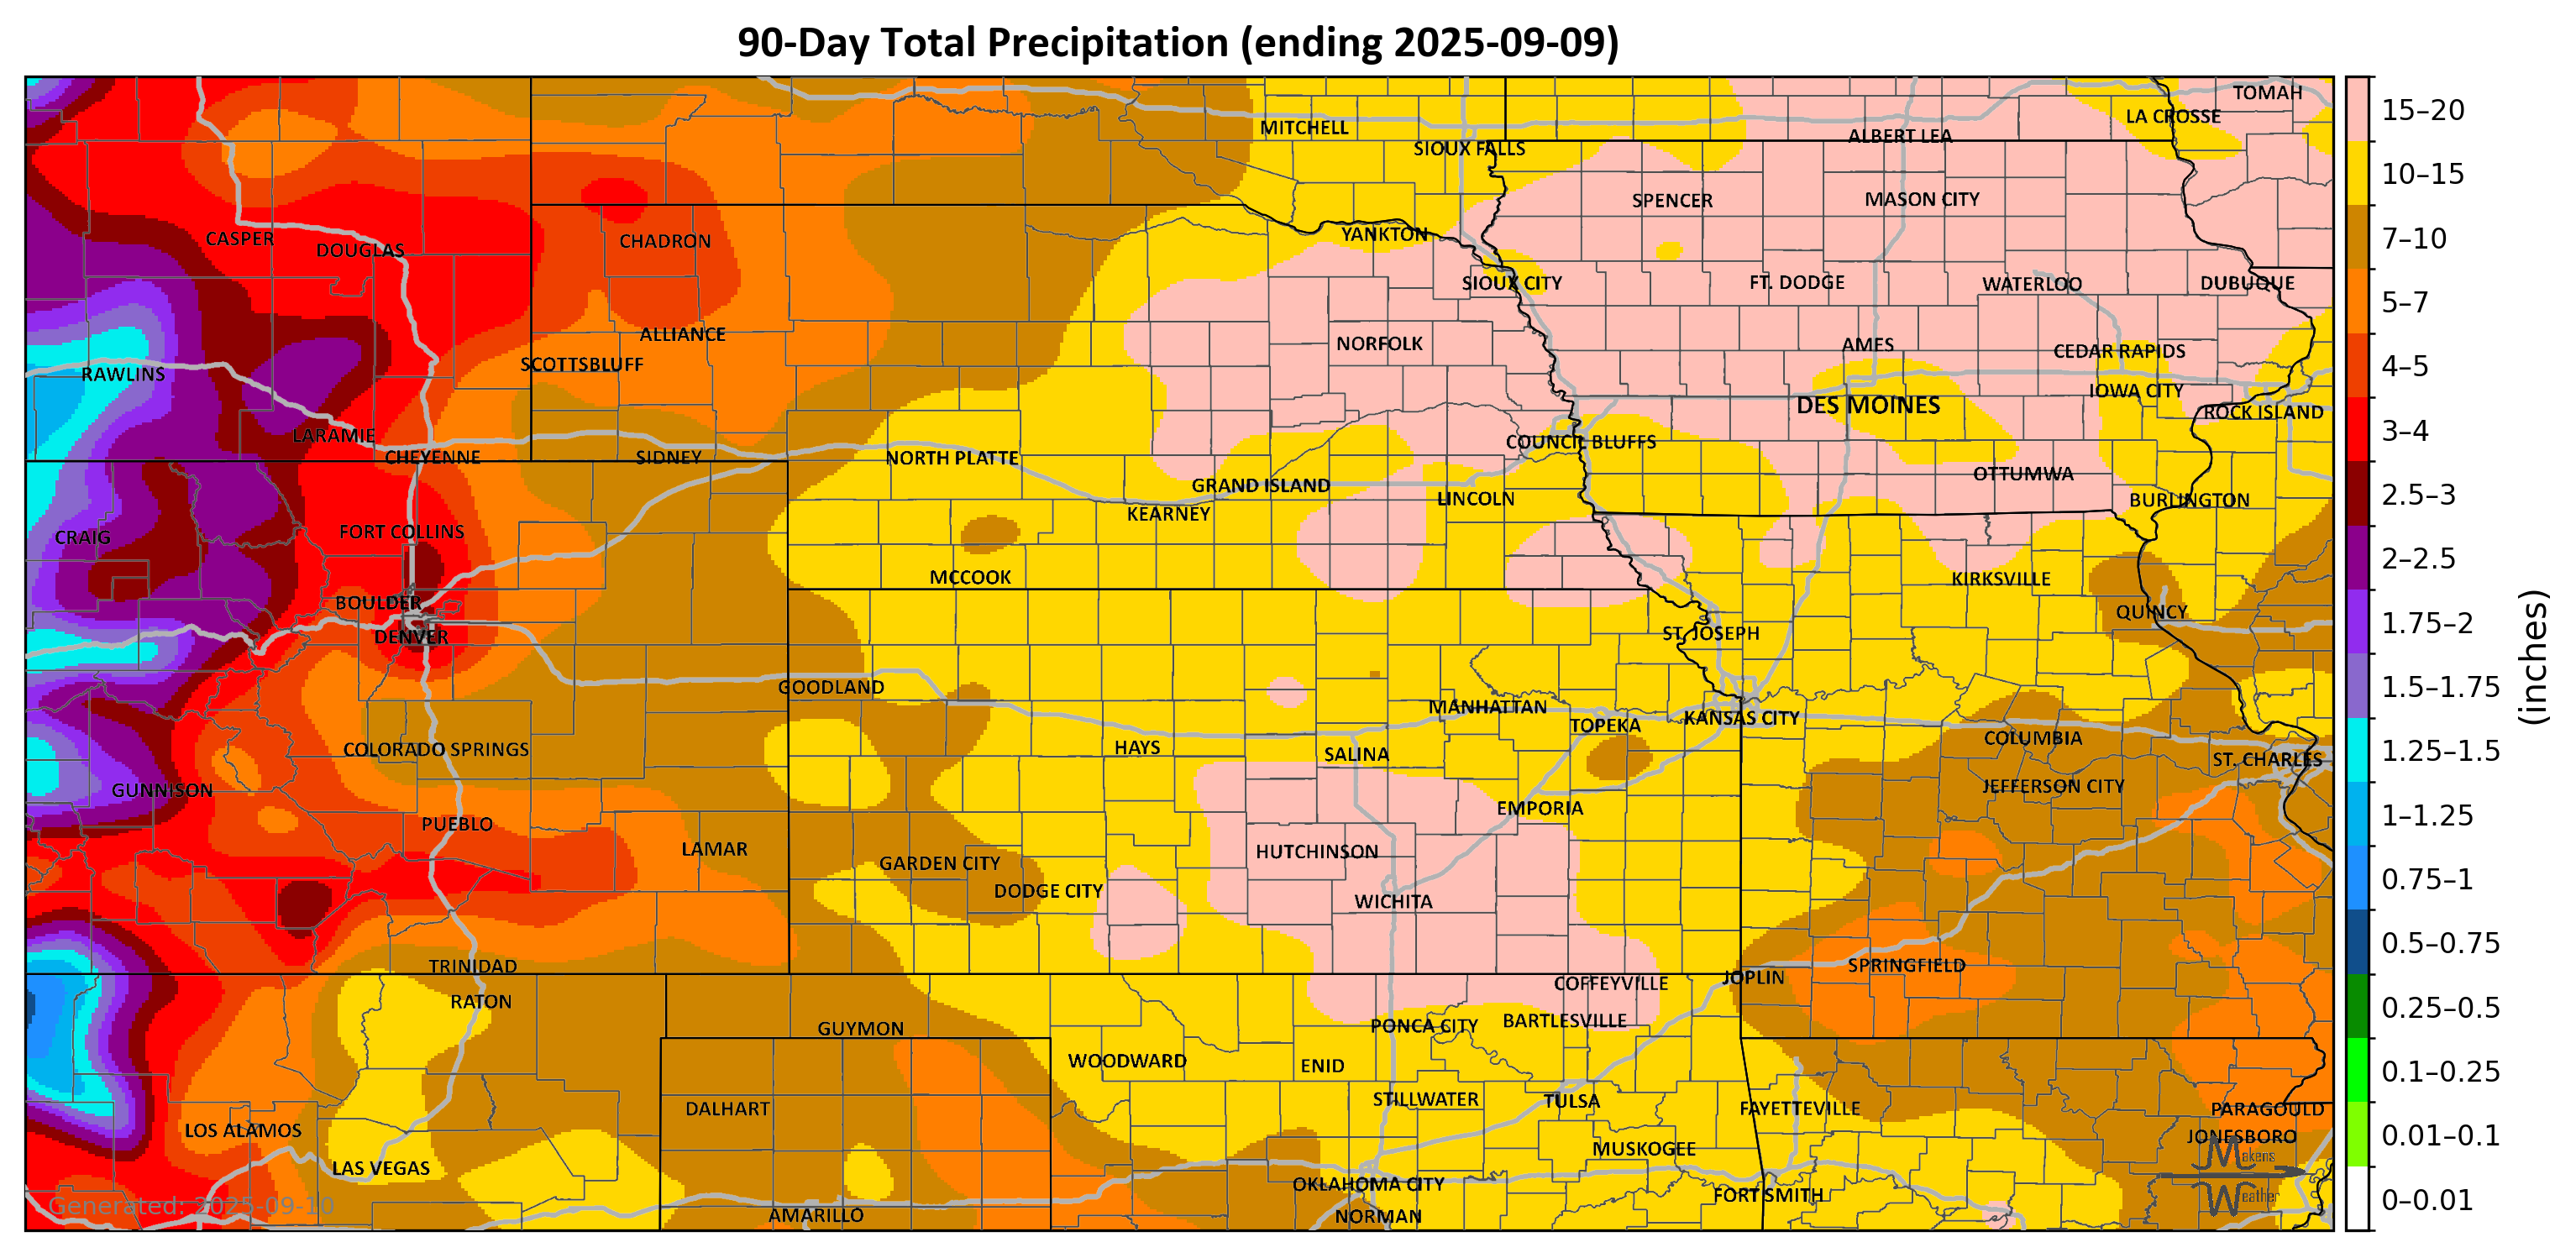 90-Day Total Precipitation (ending 2025-09-09)
TOMAH
LA CROSSE
MITCHELL
ALBERT LEA
SIOUX FALLS
SPENCER
MASON CITY
YANKTON
CASPER
DOUGLAS
CHADRON
SIOUX CITY
FT. DODGE
WATERLOO
DUBUQUE
ALLIANCE
NORFOLK
AMES
CEDAR RAPIDS
SCOTTSBLUFF
RAWLINS
IOWA CITY
DES MOINES
ROCK ISLAND
LARAMIE
COUNCIL BLUFFS
CHEYENNE
SIDNEY
NORTH PLATTE
OTTUMWA
GRAND ISLAND
LINCOLN
BURLINGTON
KEARNEY
FORT COLLINS
CRAIG
MCCOOK
KIRKSVILLE
BOULDER
QUINCY
DENVER
ST. JOSEPH
GOODLAND
MANHATTAN
TOPEKA
KANSAS CITY
COLUMBIA
COLORADO SPRINGS
HAYS
SALINA
ST. CHARLES
GUNNISON
JEFFERSON CITY
EMPORIA
PUEBLO
LAMAR
HUTCHINSON
GARDEN CITY
DODGE CITY
WICHITA
TRINIDAD
SPRINGFIELD
JOPLIN
COFFEYVILLE
RATON
GUYMON
PONCA CITY
BARTLESVILLE
WOODWARD
ENID
STILLWATER
TULSA
DALHART
FAYETTEVILLE
PARAGOULD
LOS ALAMOS
JONESBORO
MUSKOGEE
LAS VEGAS
OKLAHOMA CITY
FORT SMITH
AMARILLO
NORMAN
Generated: 2025-09-10
Makens
Weather
15–20
10–15
7–10
5–7
4–5
3–4
2.5–3
2–2.5
1.75–2
1.5–1.75
1.25–1.5
1–1.25
0.75–1
0.5–0.75
0.25–0.5
0.1–0.25
0.01–0.1
0–0.01
(inches)